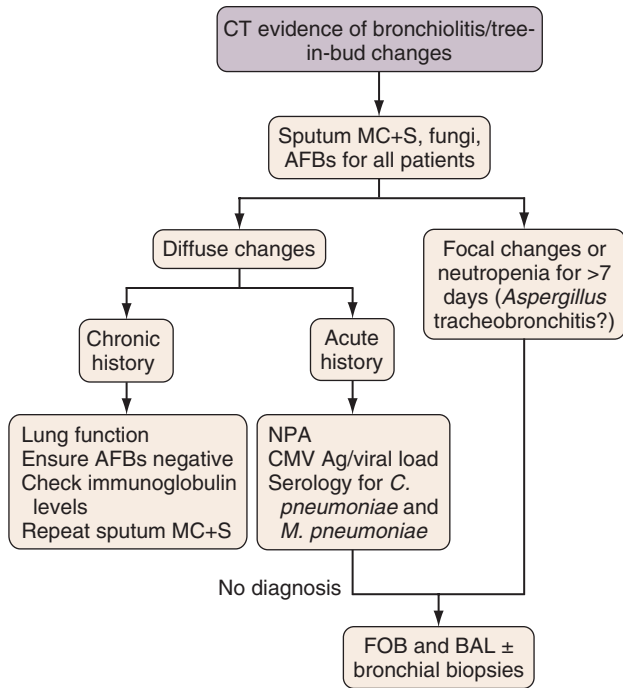 CT evidence of bronchiolitis/tree-
in-bud changes
Sputum MC+S, fungi,
AFBs for all patients
Diffuse changes
Focal changes or
neutropenia for >7
days (Aspergillus
tracheobronchitis?)
Chronic
history
Acute
history
Lung function
Ensure AFBs negative
Check immunoglobulin
levels
Repeat sputum MC+S
NPA
CMV Ag/viral load
Serology for C.
pneumoniae and
M. pneumoniae
No diagnosis
FOB and BAL ±
bronchial biopsies